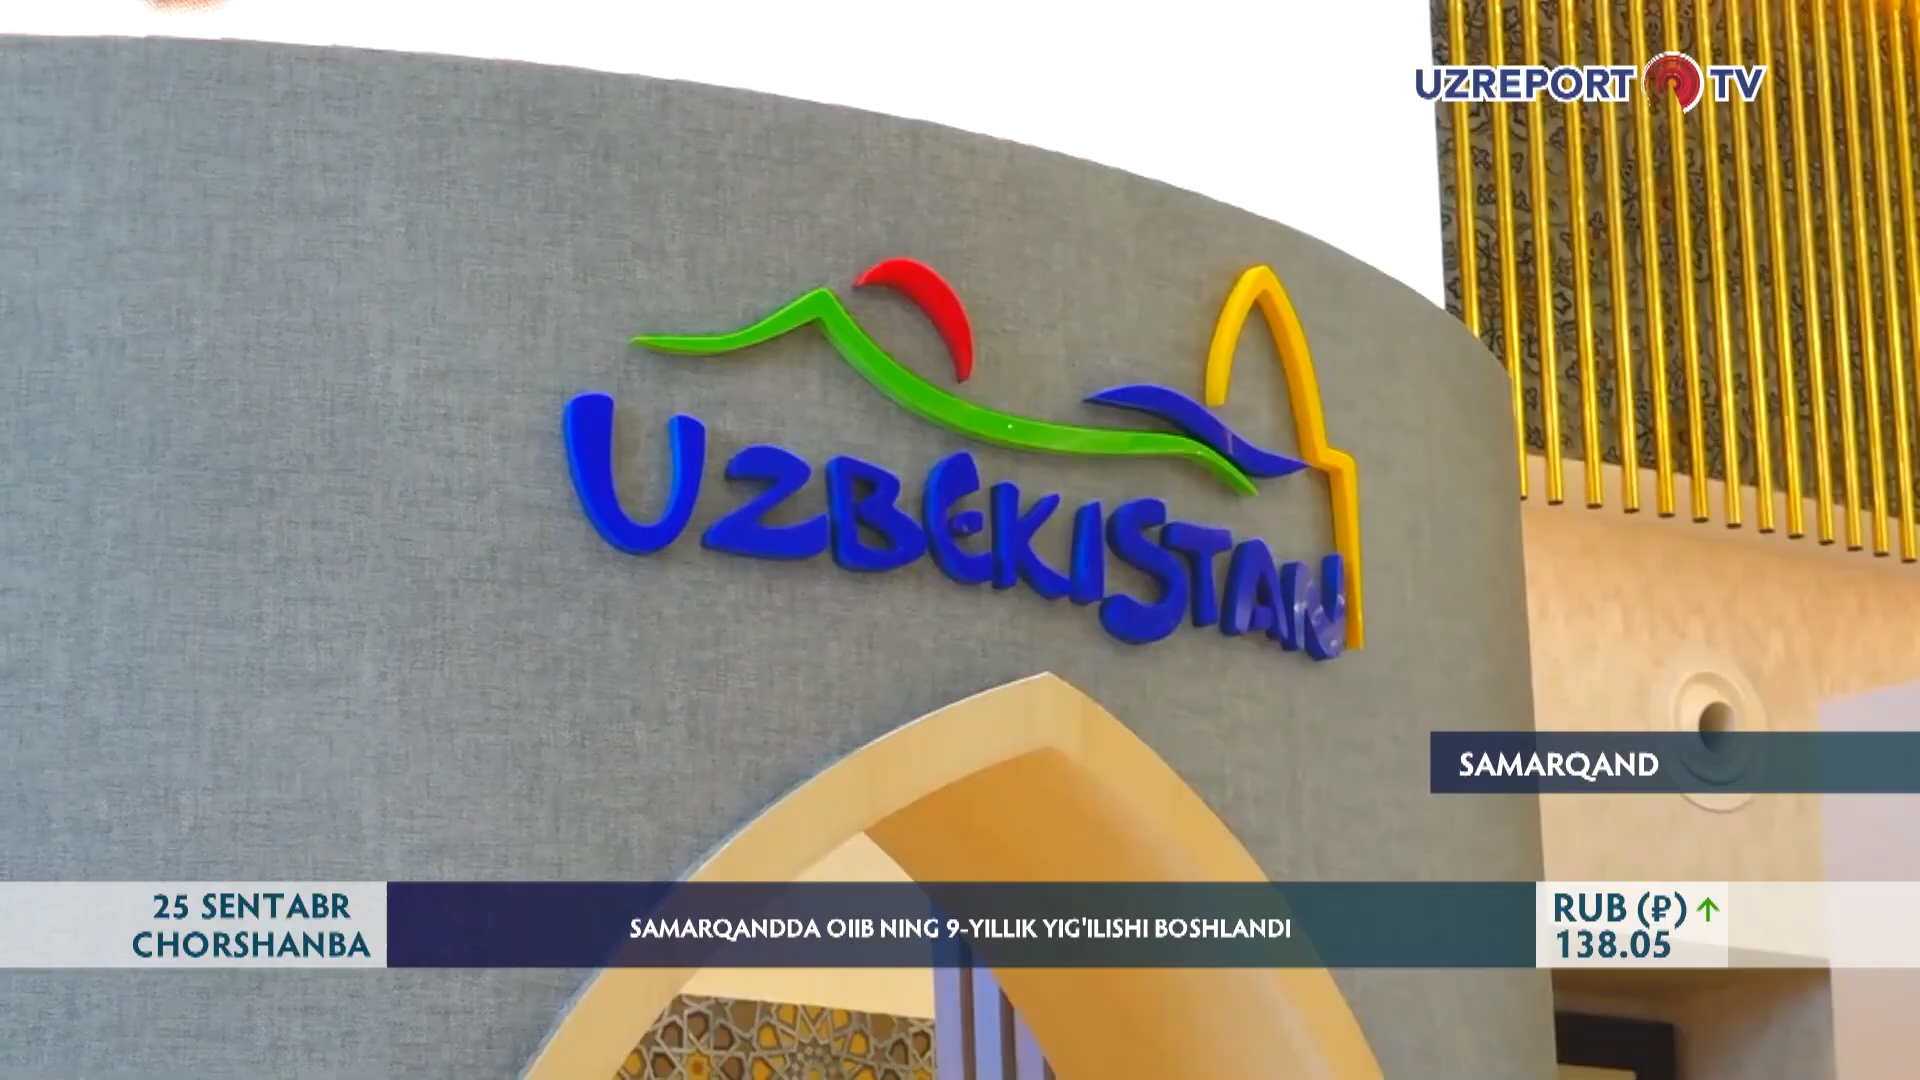 UZREPORT TV
UZBEKISTAN
SAMARQAND
25 SENTABR
CHORSHANBA
SAMARQANDDA OIIB NING 9-YILLIK YIG'ILISHI BOSHLANDI
RUB (₽) ↑
138.05